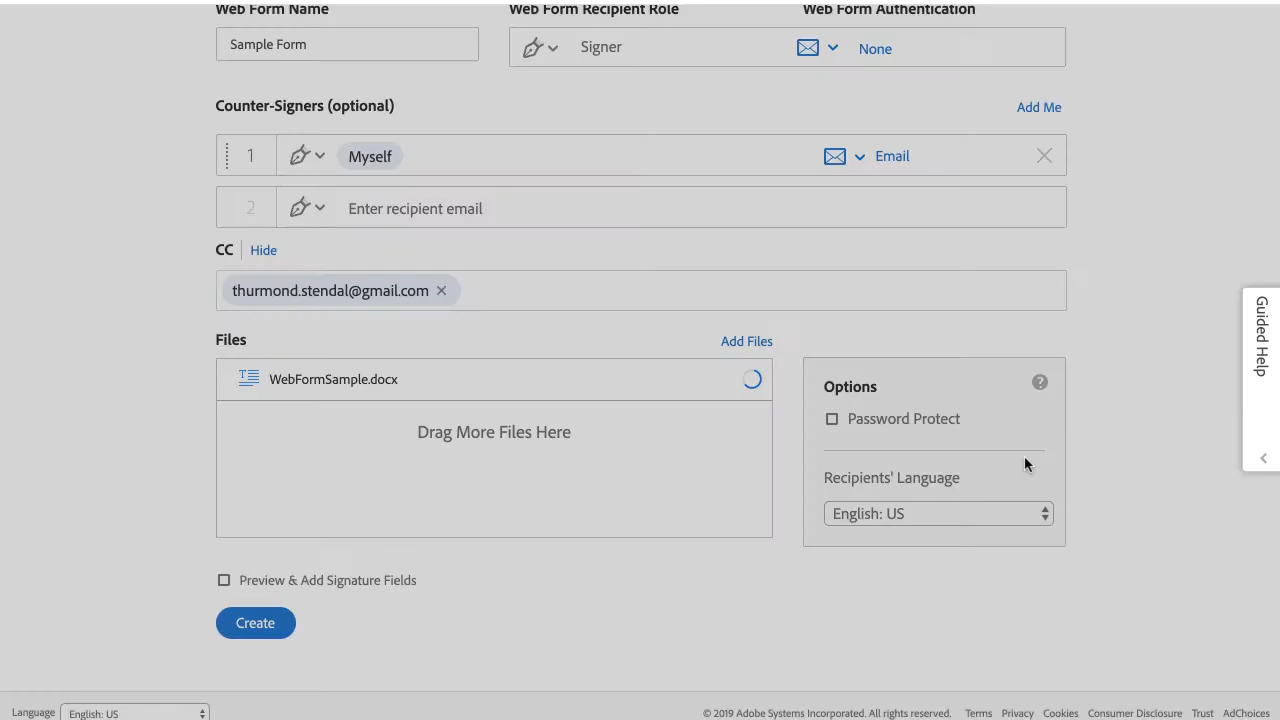 Web Form Name Web Form Recipient Role Web Form Authentication
Sample Form Signer None
Counter-Signers (optional) Add Me
1 Myself Email
2 Enter recipient email
CC Hide
thurmond.stendal@gmail.com ×
Files Add Files
WebFormSample.docx
Drag More Files Here
Options ?
Password Protect
Recipients' Language
English: US
Preview & Add Signature Fields
Create
Guided Help
Language English: US © 2019 Adobe Systems Incorporated. All rights reserved. Terms Privacy Cookies Consumer Disclosure Trust AdChoices